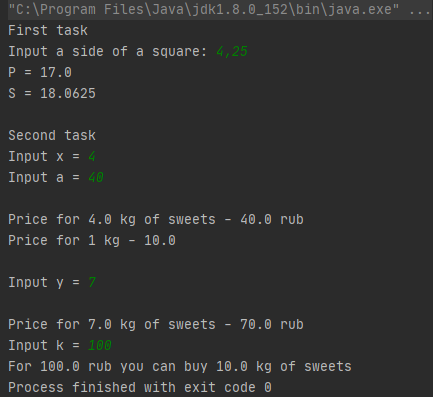 "C:\Program Files\Java\jdk1.8.0_152\bin\java.exe" ...
First task
Input a side of a square: 4,25
P = 17.0
S = 18.0625
Second task
Input x = 4
Input a = 40
Price for 4.0 kg of sweets - 40.0 rub
Price for 1 kg - 10.0
Input y = 7
Price for 7.0 kg of sweets - 70.0 rub
Input k = 100
For 100.0 rub you can buy 10.0 kg of sweets
Process finished with exit code 0